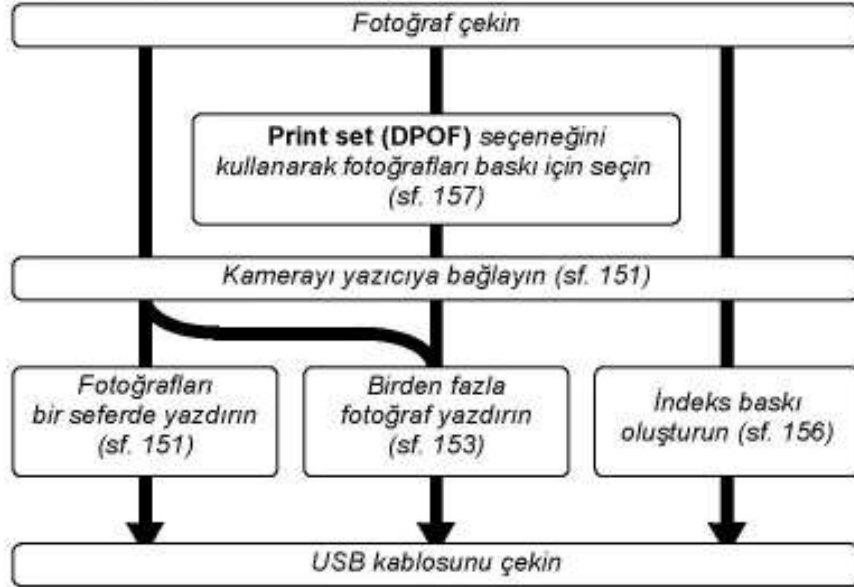 Fotoğraf çekin
Print set (DPOF) seçeneğini
kullanarak fotoğrafları baskı için seçin
(sf. 157)
Kamerayı yazıcıya bağlayın (sf. 151)
Fotoğrafları
bir seferde yazdırın
(sf. 151)
Birden fazla
fotoğraf yazdırın
(sf. 153)
İndeks baskı
oluşturun (sf. 156)
USB kablosunu çekin